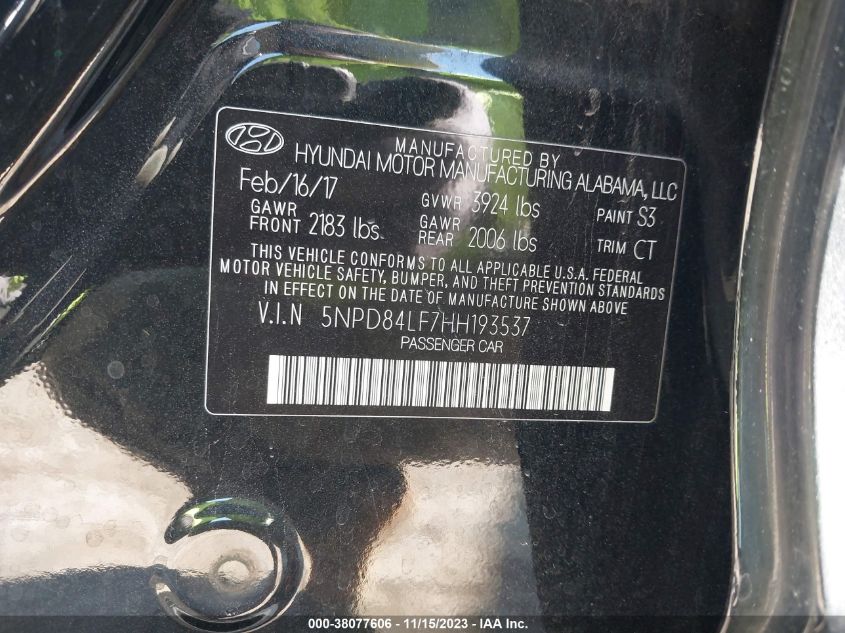 MANUFACTURED BY
HYUNDAI MOTOR MANUFACTURING ALABAMA, LLC
Feb/16/17 GVWR 3924 lbs PAINT S3
GAWR FRONT 2183 lbs. GAWR REAR 2006 lbs TRIM CT
THIS VEHICLE CONFORMS TO ALL APPLICABLE U.S.A. FEDERAL
MOTOR VEHICLE SAFETY, BUMPER, AND THEFT PREVENTION STANDARDS
IN EFFECT ON THE DATE OF MANUFACTURE SHOWN ABOVE
V.I.N 5NPD84LF7HH193537
PASSENGER CAR
000-38077606 - 11/15/2023 - IAA Inc.